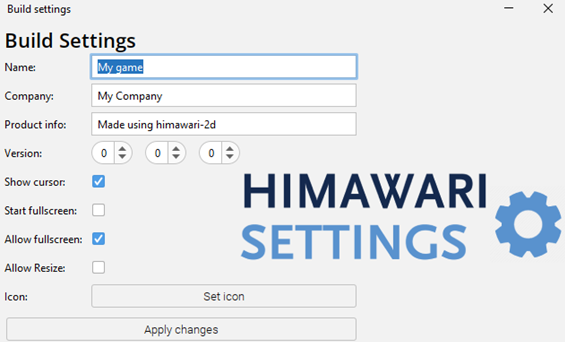 Build settings
Build Settings
Name: My game
Company: My Company
Product info: Made using himawari-2d
Version: 0 0 0
Show cursor:
Start fullscreen:
Allow fullscreen:
Allow Resize:
Icon: Set icon
Apply changes
HIMAWARI
SETTINGS